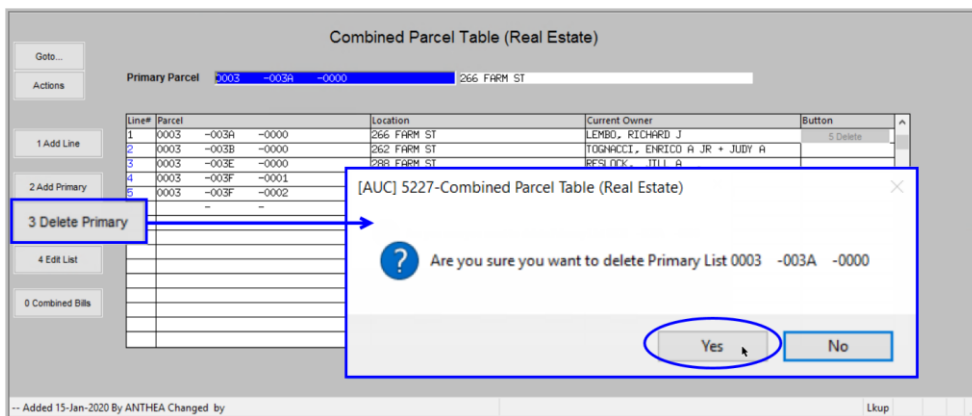 Combined Parcel Table (Real Estate)
Goto...
Actions
Primary Parcel 0003 -003A -0000 266 FARM ST
Line# Parcel Location Current Owner Button
1 0003 -003A -0000 266 FARM ST LEMBO, RICHARD J 5 Delete
2 0003 -003B -0000 262 FARM ST TOGNACCI, ENRICO A JR + JUDY A
3 0003 -003E -0000 288 FARM ST RESLOCK, JILL A
4 0003 -003F -0001
5 0003 -003F -0002
- -
1 Add Line
2 Add Primary
3 Delete Primary
4 Edit List
0 Combined Bills
[AUC] 5227-Combined Parcel Table (Real Estate)
Are you sure you want to delete Primary List 0003 -003A -0000
Yes No
-- Added 15-Jan-2020 By ANTHEA Changed by Lkup